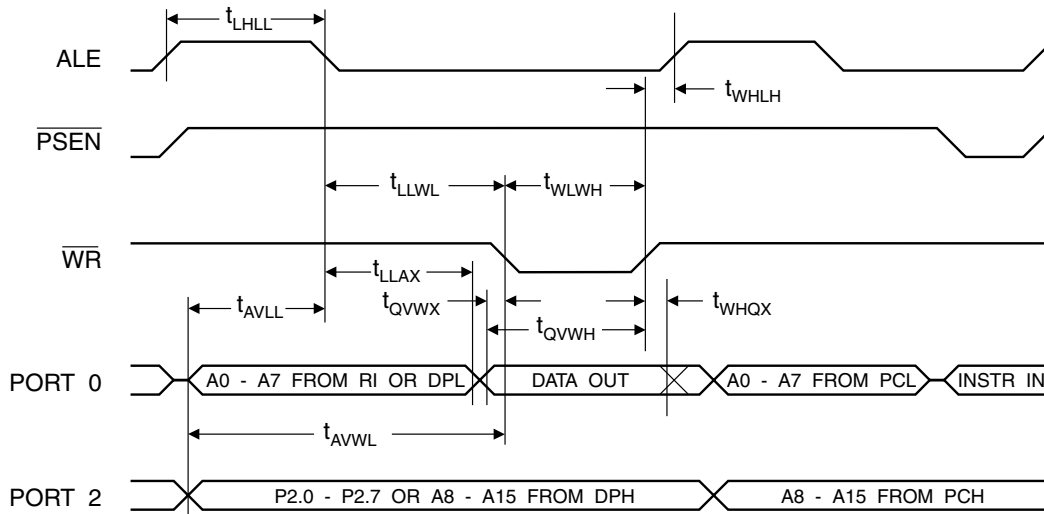 tLHLL
ALE
tWHLH
PSEN
tLLWL
tWLWH
WR
tLLAX
tQVWX
tWHQX
tAVLL
tQVWH
PORT 0
A0 - A7 FROM RI OR DPL
DATA OUT
A0 - A7 FROM PCL
INSTR IN
tAVWL
PORT 2
P2.0 - P2.7 OR A8 - A15 FROM DPH
A8 - A15 FROM PCH